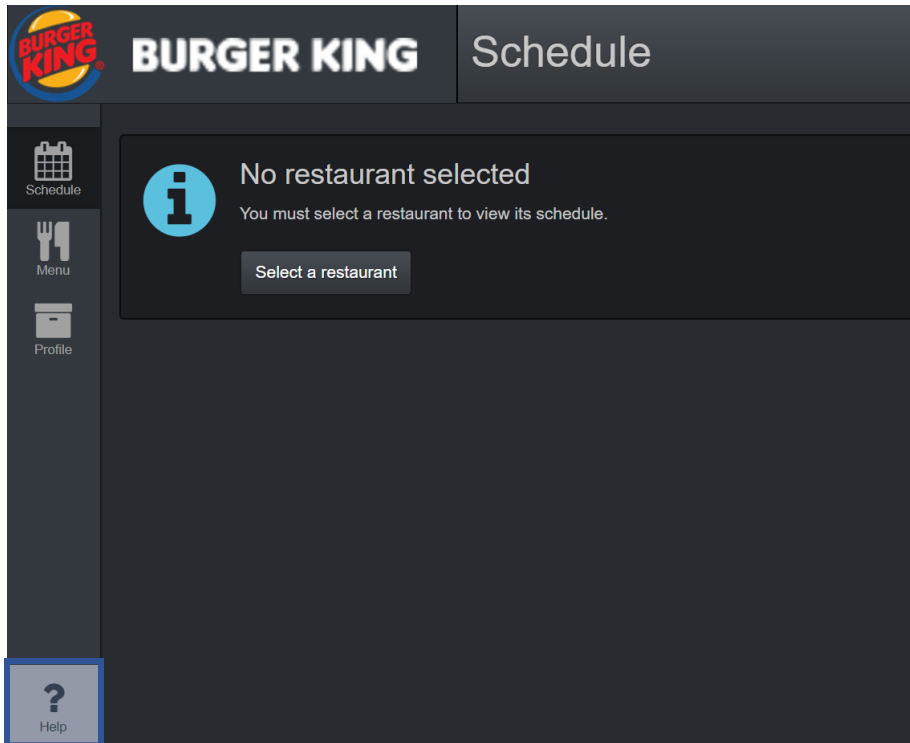 BURGER
KING
BURGER KING
Schedule
Schedule
No restaurant selected
You must select a restaurant to view its schedule.
Select a restaurant
Menu
Profile
?
Help